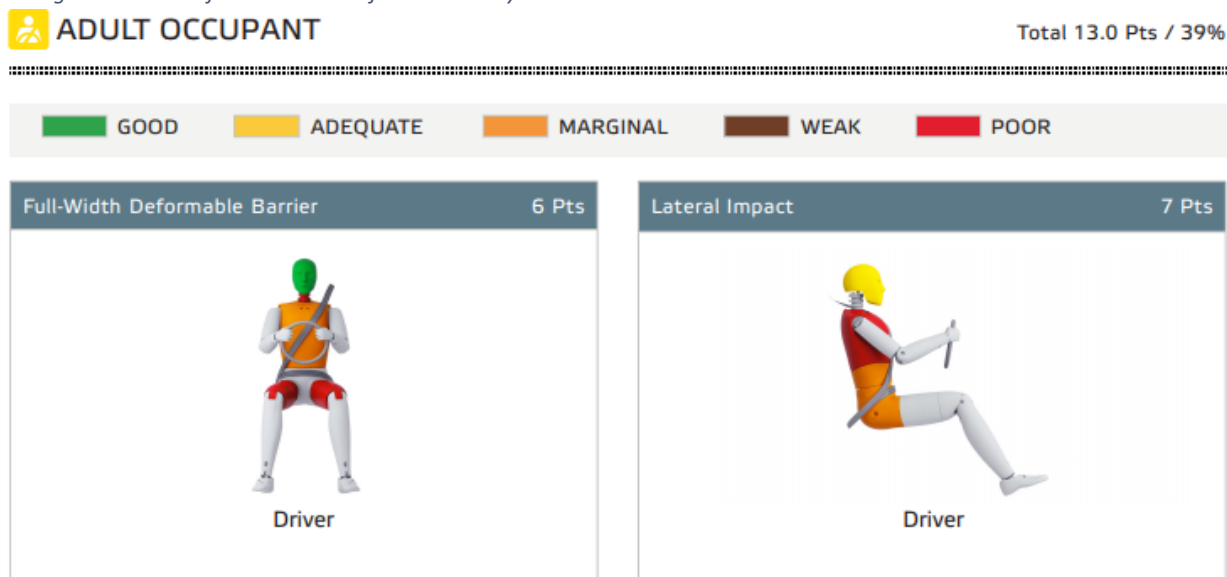 ADULT OCCUPANT
Total 13.0 Pts / 39%
GOOD
ADEQUATE
MARGINAL
WEAK
POOR
Full-Width Deformable Barrier
6 Pts
Lateral Impact
7 Pts
Driver
Driver